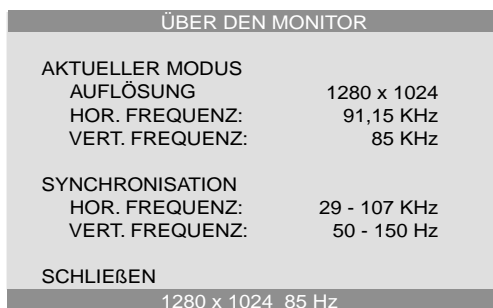 ÜBER DEN MONITOR
AKTUELLER MODUS
AUFLÖSUNG 1280 x 1024
HOR. FREQUENZ: 91,15 KHz
VERT. FREQUENZ: 85 KHz
SYNCHRONISATION
HOR. FREQUENZ: 29 - 107 KHz
VERT. FREQUENZ: 50 - 150 Hz
SCHLIEßEN
1280 x 1024 85 Hz